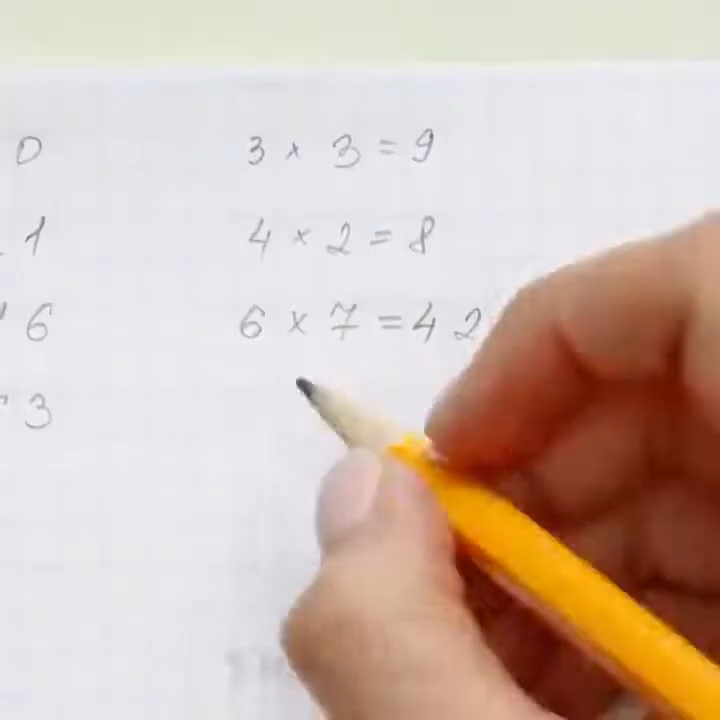 0 3 × 3 = 9
1 4 × 2 = 8
6 6 × 7 = 42
3